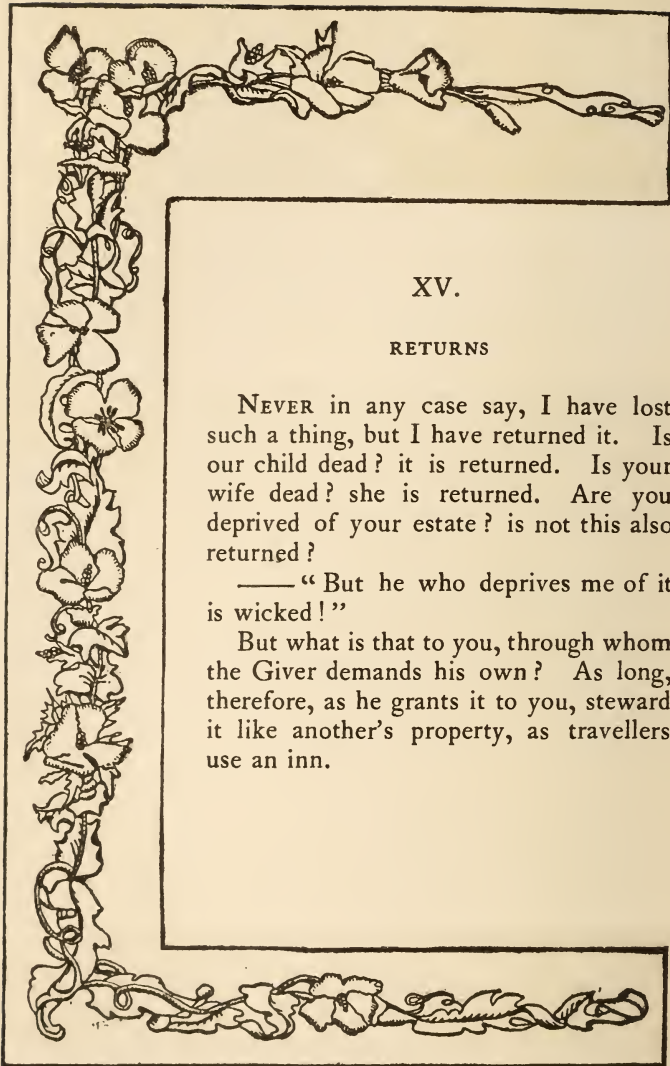 XV.
RETURNS
NEVER in any case say, I have lost
such a thing, but I have returned it. Is
our child dead ? it is returned. Is your
wife dead ? she is returned. Are you
deprived of your estate ? is not this also
returned ?
—— “ But he who deprives me of it
is wicked ! ”
But what is that to you, through whom
the Giver demands his own ? As long,
therefore, as he grants it to you, steward
it like another’s property, as travellers
use an inn.